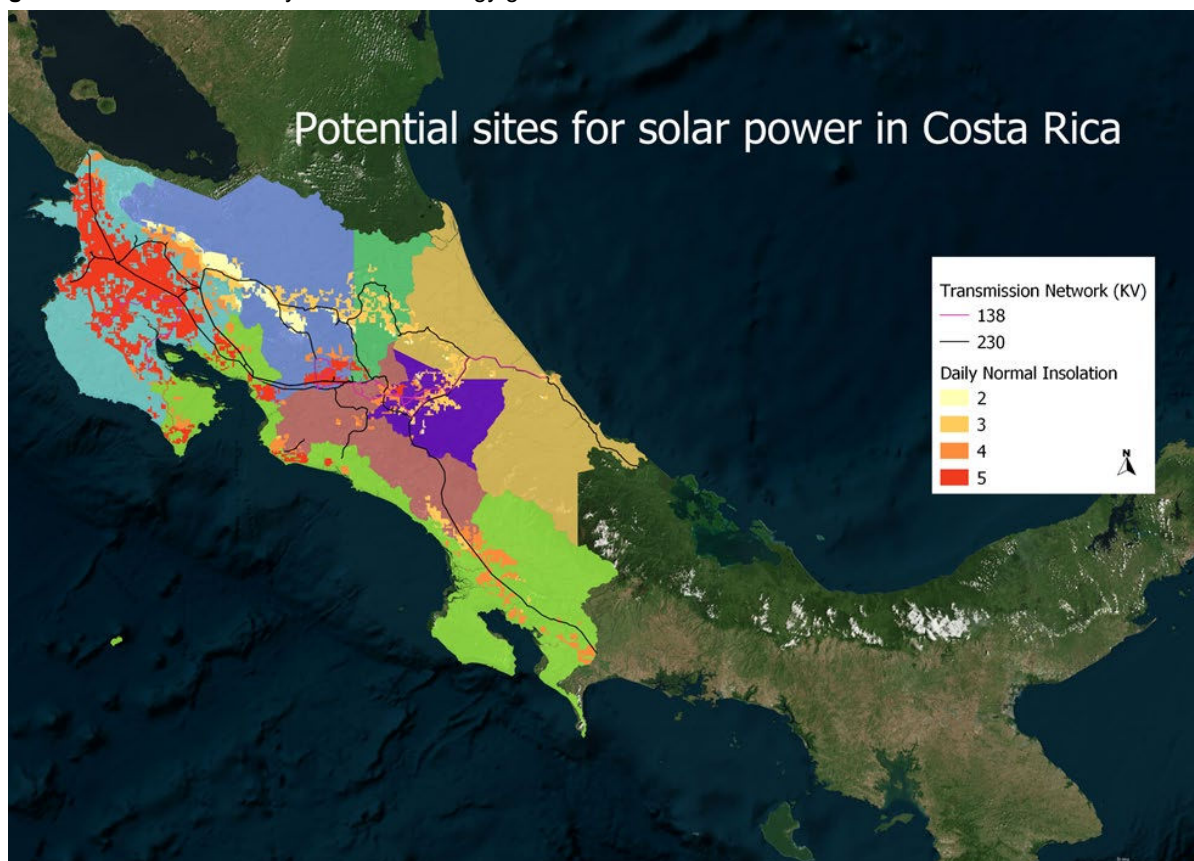 Potential sites for solar power in Costa Rica
Transmission Network (KV)
138
230
Daily Normal Insolation
2
3
4
5
N